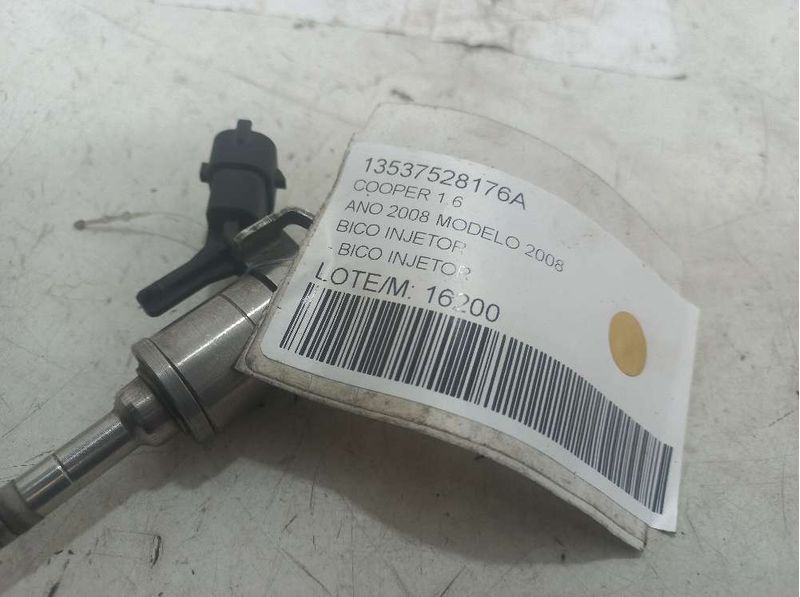 13537528176A
COOPER 1.6
ANO 2008 MODELO 2008
BICO INJETOR
BICO INJETOR
LOTE/M: 16200